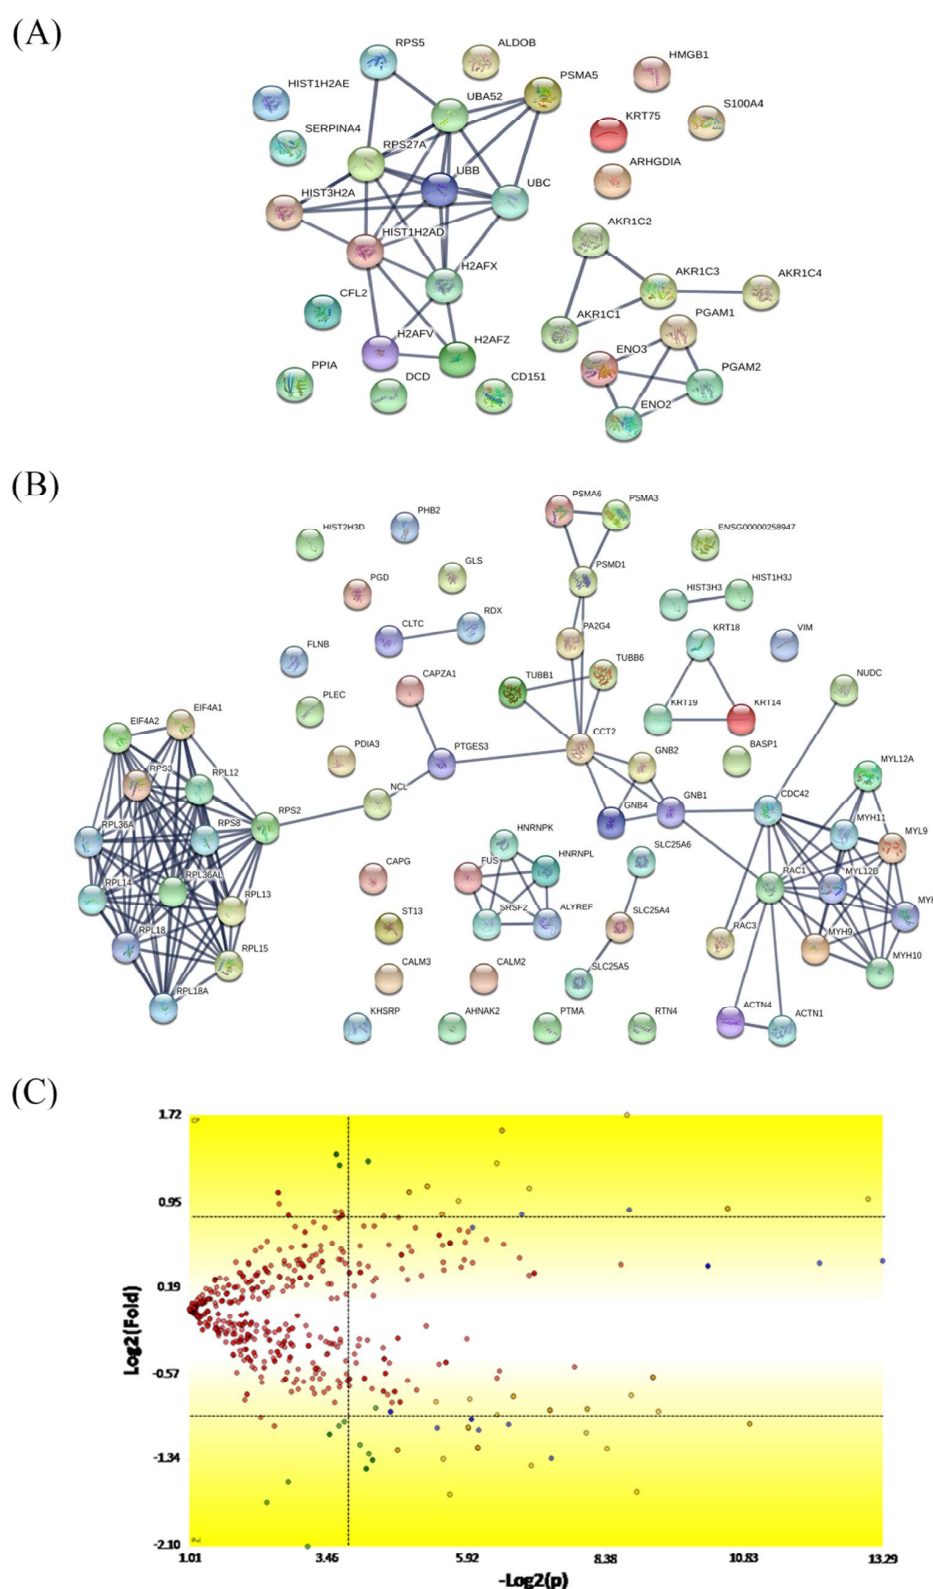 (A)
RPS5
ALDOB
HMGB1
HIST1H2AE
UBA52
PSMA5
S100A4
SERPINA4
KRT75
RPS27A
ARHGDIA
UBB
UBC
HIST3H2A
AKR1C2
HIST1H2AD
H2AFX
AKR1C3
AKR1C4
CFL2
AKR1C1
PGAM1
H2AFV
H2AFZ
ENO3
PPIA
DCD
CD151
PGAM2
ENO2
(B)
PSMA6
PSMA3
HIST2H3D
PHB2
ENSG00000258947
GLS
PSMD1
PGD
HIST3H3
HIST1H3J
CLTC
RDX
PA2G4
KRT18
VIM
FLNB
CAPZA1
TUBB1
TUBB6
NUDC
PLEC
KRT19
KRT14
EIF4A2
EIF4A1
PDIA3
PTGES3
CCT2
GNB2
BASP1
RPS3
RPL12
NCL
MYL12A
RPS2
GNB4
GNB1
CDC42
RPL36A
RPS8
HNRNPK
MYH11
MYL9
CAPG
FUS
HNRNPL
SLC25A6
RAC1
MYL12B
RPL14
RPL36AL
RPL13
ST13
SRSF2
ALYREF
SLC25A4
MYH
RPL18
RAC3
MYH9
RPL15
CALM3
CALM2
SLC25A5
MYH10
RPL18A
KHSRP
AHNAK2
PTMA
RTN4
ACTN4
ACTN1
(C)
1.72
0.95
0.19
-0.57
-1.34
-2.10
Log2(Fold)
1.01 3.46 5.92 8.38 10.83 13.29
-Log2(p)